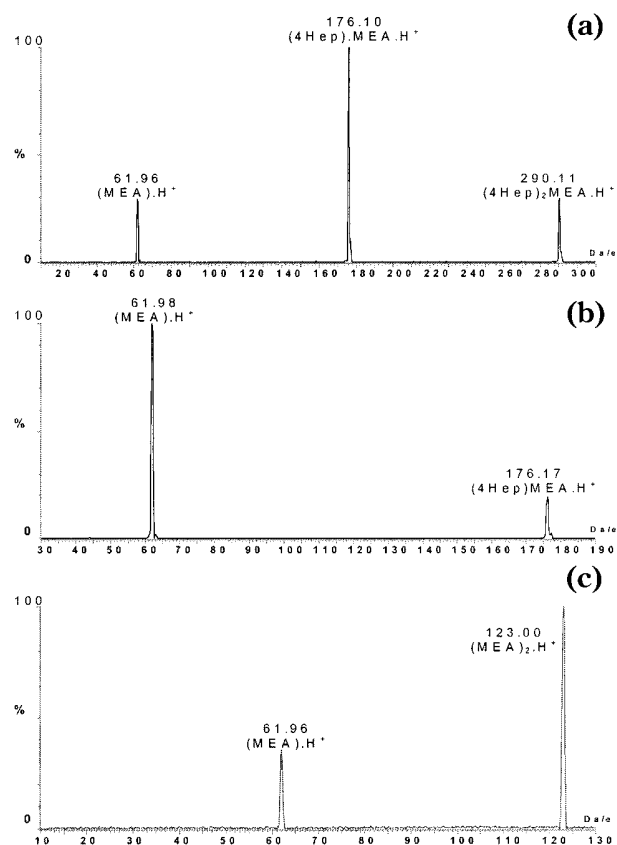 (a)
176.10
(4Hep).MEA.H⁺
100
61.96
(MEA).H⁺
290.11
(4Hep)₂MEA.H⁺
%
Da/e
0
20 40 60 80 100 120 140 160 180 200 220 240 260 280 300
(b)
61.98
(MEA).H⁺
100
%
176.17
(4Hep)MEA.H⁺
Da/e
0
30 40 50 60 70 80 90 100 110 120 130 140 150 160 170 180 190
(c)
100
123.00
(MEA)₂.H⁺
%
61.96
(MEA).H⁺
Da/e
0
10 20 30 40 50 60 70 80 90 100 110 120 130